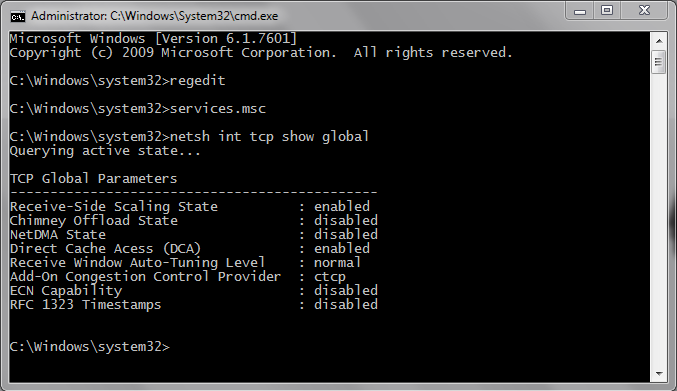 Administrator: C:\Windows\System32\cmd.exe
Microsoft Windows [Version 6.1.7601]
Copyright (c) 2009 Microsoft Corporation.  All rights reserved.
C:\Windows\system32>regedit
C:\Windows\system32>services.msc
C:\Windows\system32>netsh int tcp show global
Querying active state...
TCP Global Parameters
----------------------------------------------
Receive-Side Scaling State          : enabled
Chimney Offload State               : disabled
NetDMA State                        : disabled
Direct Cache Acess (DCA)            : enabled
Receive Window Auto-Tuning Level    : normal
Add-On Congestion Control Provider  : ctcp
ECN Capability                      : disabled
RFC 1323 Timestamps                 : disabled
C:\Windows\system32>